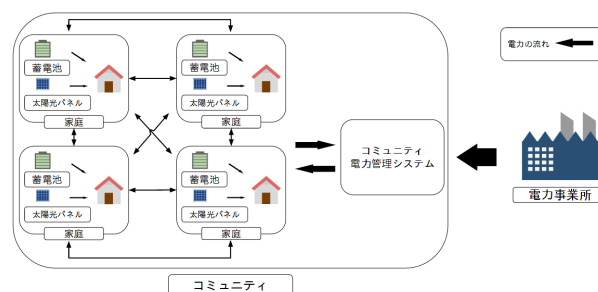 電力の流れ
蓄電池
太陽光パネル
家庭
蓄電池
太陽光パネル
家庭
蓄電池
太陽光パネル
家庭
蓄電池
太陽光パネル
家庭
コミュニティ
電力管理システム
電力事業所
コミュニティ